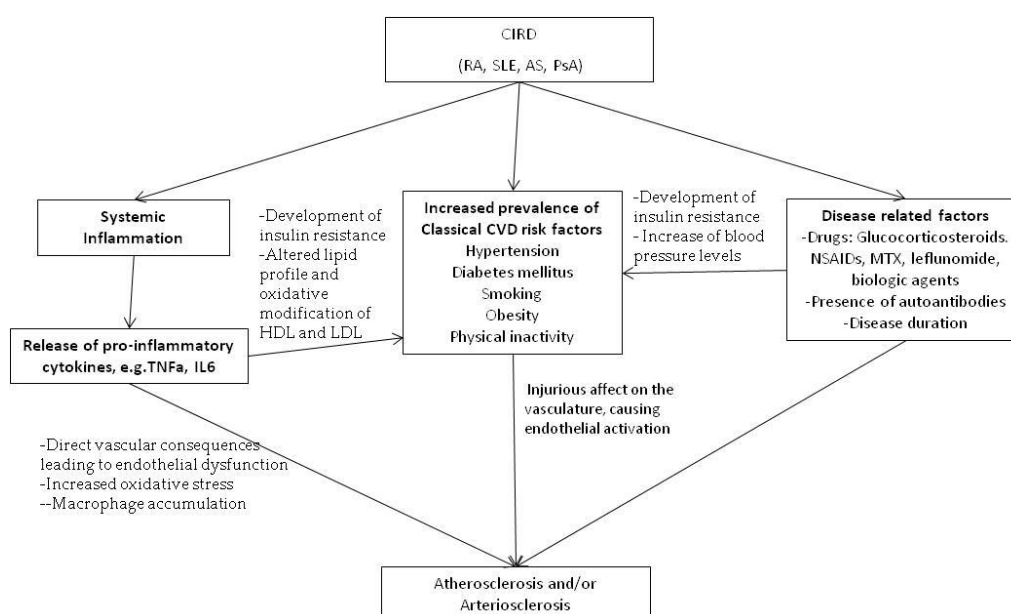 CIRD
(RA, SLE, AS, PsA)
Systemic
Inflammation
-Development of
insulin resistance
-Altered lipid
profile and
oxidative
modification of
HDL and LDL
Increased prevalence of
Classical CVD risk factors
Hypertension
Diabetes mellitus
Smoking
Obesity
Physical inactivity
-Development of
insulin resistance
-Increase of blood
pressure levels
Disease related factors
-Drugs: Glucocorticosteroids.
NSAIDs, MTX, leflunomide,
biologic agents
-Presence of autoantibodies
-Disease duration
Release of pro-inflammatory
cytokines, e.g.TNFa, IL6
Injurious affect on the
vasculature, causing
endothelial activation
-Direct vascular consequences
leading to endothelial dysfunction
-Increased oxidative stress
--Macrophage accumulation
Atherosclerosis and/or
Arteriosclerosis